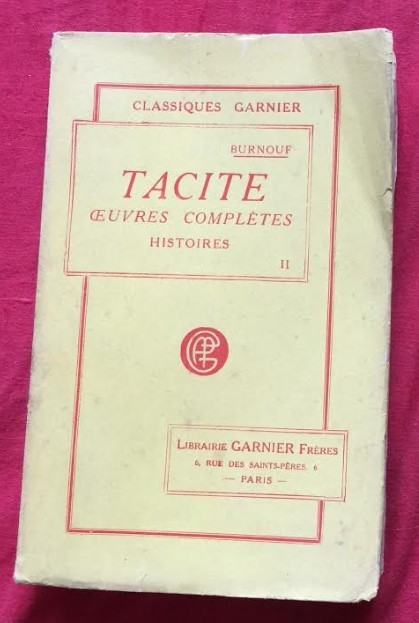 CLASSIQUES GARNIER
BURNOUF
TACITE
ŒUVRES COMPLÈTES
HISTOIRES
II
LIBRAIRIE GARNIER FRÈRES
6, RUE DES SAINTS-PÈRES, 6
— PARIS —